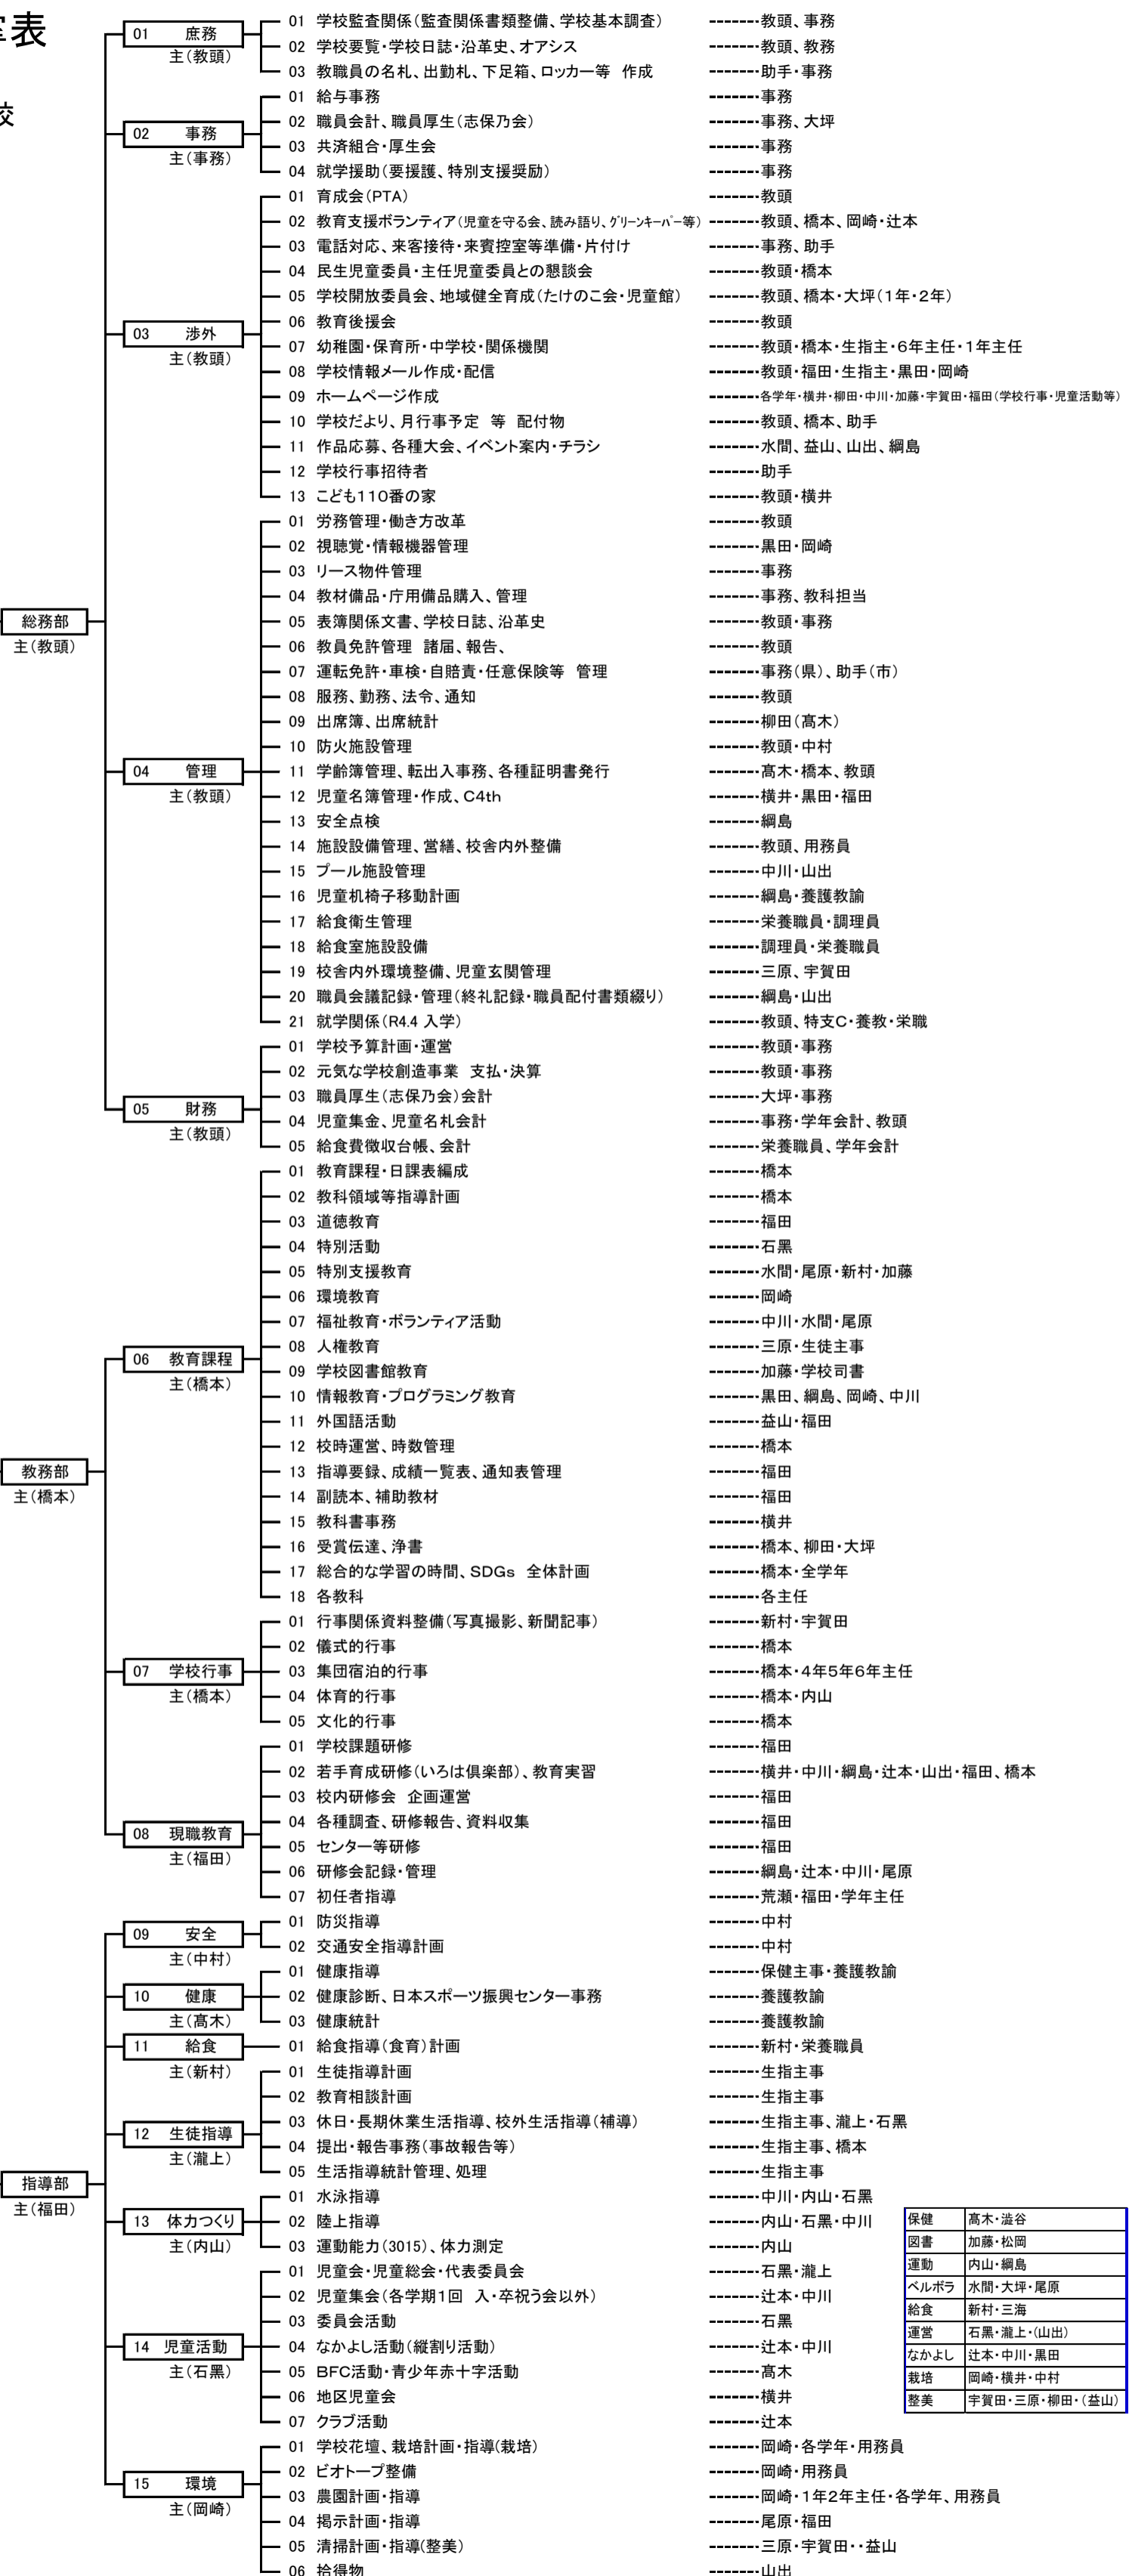 表
校
総務部
主(教頭)
01 庶務
主(教頭)
01 学校監査関係(監査関係書類整備、学校基本調査) -------教頭、事務
02 学校要覧・学校日誌・沿革史、オアシス -------教頭、教務
03 教職員の名札、出勤札、下足箱、ロッカー等 作成 -------助手・事務
02 事務
主(事務)
01 給与事務 -------事務
02 職員会計、職員厚生(志保乃会) -------事務、大坪
03 共済組合・厚生会 -------事務
04 就学援助(要援護、特別支援奨励) -------事務
03 渉外
主(教頭)
01 育成会(PTA) -------教頭
02 教育支援ボランティア(児童を守る会、読み語り、グリーンキーパー等) -------教頭、橋本、岡崎・辻本
03 電話対応、来客接待・来賓控室等準備・片付け -------事務、助手
04 民生児童委員・主任児童委員との懇談会 -------教頭・橋本
05 学校開放委員会、地域健全育成(たけのこ会・児童館) -------教頭、橋本・大坪(1年・2年)
06 教育後援会 -------教頭
07 幼稚園・保育所・中学校・関係機関 -------教頭・橋本・生指主・6年主任・1年主任
08 学校情報メール作成・配信 -------教頭・福田・生指主・黒田・岡崎
09 ホームページ作成 -------各学年・横井・柳田・中川・加藤・宇賀田・福田(学校行事・児童活動等)
10 学校だより、月行事予定 等 配付物 -------教頭、橋本、助手
11 作品応募、各種大会、イベント案内・チラシ -------水間、益山、山出、綱島
12 学校行事招待者 -------助手
13 こども110番の家 -------教頭・横井
04 管理
主(教頭)
01 労務管理・働き方改革 -------教頭
02 視聴覚・情報機器管理 -------黒田・岡崎
03 リース物件管理 -------事務
04 教材備品・庁用備品購入、管理 -------事務、教科担当
05 表簿関係文書、学校日誌、沿革史 -------教頭・事務
06 教員免許管理 諸届、報告、 -------教頭
07 運転免許・車検・自賠責・任意保険等 管理 -------事務(県)、助手(市)
08 服務、勤務、法令、通知 -------教頭
09 出席簿、出席統計 -------柳田(髙木)
10 防火施設管理 -------教頭・中村
11 学齢簿管理、転出入事務、各種証明書発行 -------髙木・橋本、教頭
12 児童名簿管理・作成、C4th -------横井・黒田・福田
13 安全点検 -------綱島
14 施設設備管理、営繕、校舎内外整備 -------教頭、用務員
15 プール施設管理 -------中川・山出
16 児童机椅子移動計画 -------綱島・養護教諭
17 給食衛生管理 -------栄養職員・調理員
18 給食室施設設備 -------調理員・栄養職員
19 校舎内外環境整備、児童玄関管理 -------三原、宇賀田
20 職員会議記録・管理(終礼記録・職員配付書類綴り) -------綱島・山出
21 就学関係(R4.4 入学) -------教頭、特支C・養教・栄職
05 財務
主(教頭)
01 学校予算計画・運営 -------教頭・事務
02 元気な学校創造事業 支払・決算 -------教頭・事務
03 職員厚生(志保乃会)会計 -------大坪・事務
04 児童集金、児童名札会計 -------事務・学年会計、教頭
05 給食費徴収台帳、会計 -------栄養職員、学年会計
教務部
主(橋本)
06 教育課程
主(橋本)
01 教育課程・日課表編成 -------橋本
02 教科領域等指導計画 -------橋本
03 道徳教育 -------福田
04 特別活動 -------石黒
05 特別支援教育 -------水間・尾原・新村・加藤
06 環境教育 -------岡崎
07 福祉教育・ボランティア活動 -------中川・水間・尾原
08 人権教育 -------三原・生徒主事
09 学校図書館教育 -------加藤・学校司書
10 情報教育・プログラミング教育 -------黒田、綱島、岡崎、中川
11 外国語活動 -------益山・福田
12 校時運営、時数管理 -------橋本
13 指導要録、成績一覧表、通知表管理 -------福田
14 副読本、補助教材 -------福田
15 教科書事務 -------横井
16 受賞伝達、浄書 -------橋本、柳田・大坪
17 総合的な学習の時間、SDGs 全体計画 -------橋本・全学年
18 各教科 -------各主任
07 学校行事
主(橋本)
01 行事関係資料整備(写真撮影、新聞記事) -------新村・宇賀田
02 儀式的行事 -------橋本
03 集団宿泊的行事 -------橋本・4年5年6年主任
04 体育的行事 -------橋本・内山
05 文化的行事 -------橋本
08 現職教育
主(福田)
01 学校課題研修 -------福田
02 若手育成研修(いろは倶楽部)、教育実習 -------横井・中川・綱島・辻本・山出・福田、橋本
03 校内研修会 企画運営 -------福田
04 各種調査、研修報告、資料収集 -------福田
05 センター等研修 -------福田
06 研修会記録・管理 -------綱島・辻本・中川・尾原
07 初任者指導 -------荒瀬・福田・学年主任
指導部
主(福田)
09 安全
主(中村)
01 防災指導 -------中村
02 交通安全指導計画 -------中村
10 健康
主(髙木)
01 健康指導 -------保健主事・養護教諭
02 健康診断、日本スポーツ振興センター事務 -------養護教諭
03 健康統計 -------養護教諭
11 給食
主(新村)
01 給食指導(食育)計画 -------新村・栄養職員
12 生徒指導
主(瀧上)
01 生徒指導計画 -------生指主事
02 教育相談計画 -------生指主事
03 休日・長期休業生活指導、校外生活指導(補導) -------生指主事、瀧上・石黒
04 提出・報告事務(事故報告等) -------生指主事、橋本
05 生活指導統計管理、処理 -------生指主事
13 体力つくり
主(内山)
01 水泳指導 -------中川・内山・石黒
02 陸上指導 -------内山・石黒・中川
03 運動能力(3015)、体力測定 -------内山
14 児童活動
主(石黒)
01 児童会・児童総会・代表委員会 -------石黒・瀧上
02 児童集会(各学期1回 入・卒祝う会以外) -------辻本・中川
03 委員会活動 -------石黒
04 なかよし活動(縦割り活動) -------辻本・中川
05 BFC活動・青少年赤十字活動 -------髙木
06 地区児童会 -------横井
07 クラブ活動 -------辻本
15 環境
主(岡崎)
01 学校花壇、栽培計画・指導(栽培) -------岡崎・各学年・用務員
02 ビオトープ整備 -------岡崎・用務員
03 農園計画・指導 -------岡崎・1年2年主任・各学年、用務員
04 掲示計画・指導 -------尾原・福田
05 清掃計画・指導(整美) -------三原・宇賀田・・益山
06 拾得物 -------山出
保健 髙木・澁谷
図書 加藤・松岡
運動 内山・綱島
ベルボラ 水間・大坪・尾原
給食 新村・三海
運営 石黒・瀧上・(山出)
なかよし 辻本・中川・黒田
栽培 岡崎・横井・中村
整美 宇賀田・三原・柳田・(益山)